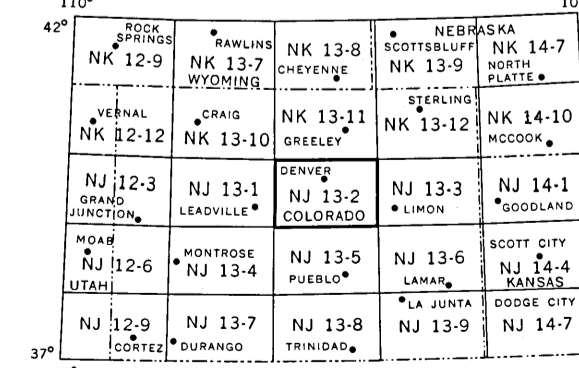 110° 10
42°
ROCK SPRINGS
NK 12-9
RAWLINS
NK 13-7
WYOMING
NK 13-8
CHEYENNE
NEBRASKA
SCOTTSBLUFF
NK 13-9
NK 14-7
NORTH PLATTE
VERNAL
NK 12-12
CRAIG
NK 13-10
NK 13-11
GREELEY
STERLING
NK 13-12
NK 14-10
MCCOOK
NJ 12-3
GRAND JUNCTION
NJ 13-1
LEADVILLE
DENVER
NJ 13-2
COLORADO
NJ 13-3
LIMON
NJ 14-1
GOODLAND
MOAB
NJ 12-6
UTAH
MONTROSE
NJ 13-4
NJ 13-5
PUEBLO
NJ 13-6
LAMAR
SCOTT CITY
NJ 14-4
KANSAS
NJ 12-9
CORTEZ
NJ 13-7
DURANGO
NJ 13-8
TRINIDAD
LA JUNTA
NJ 13-9
DODGE CITY
NJ 14-7
37°